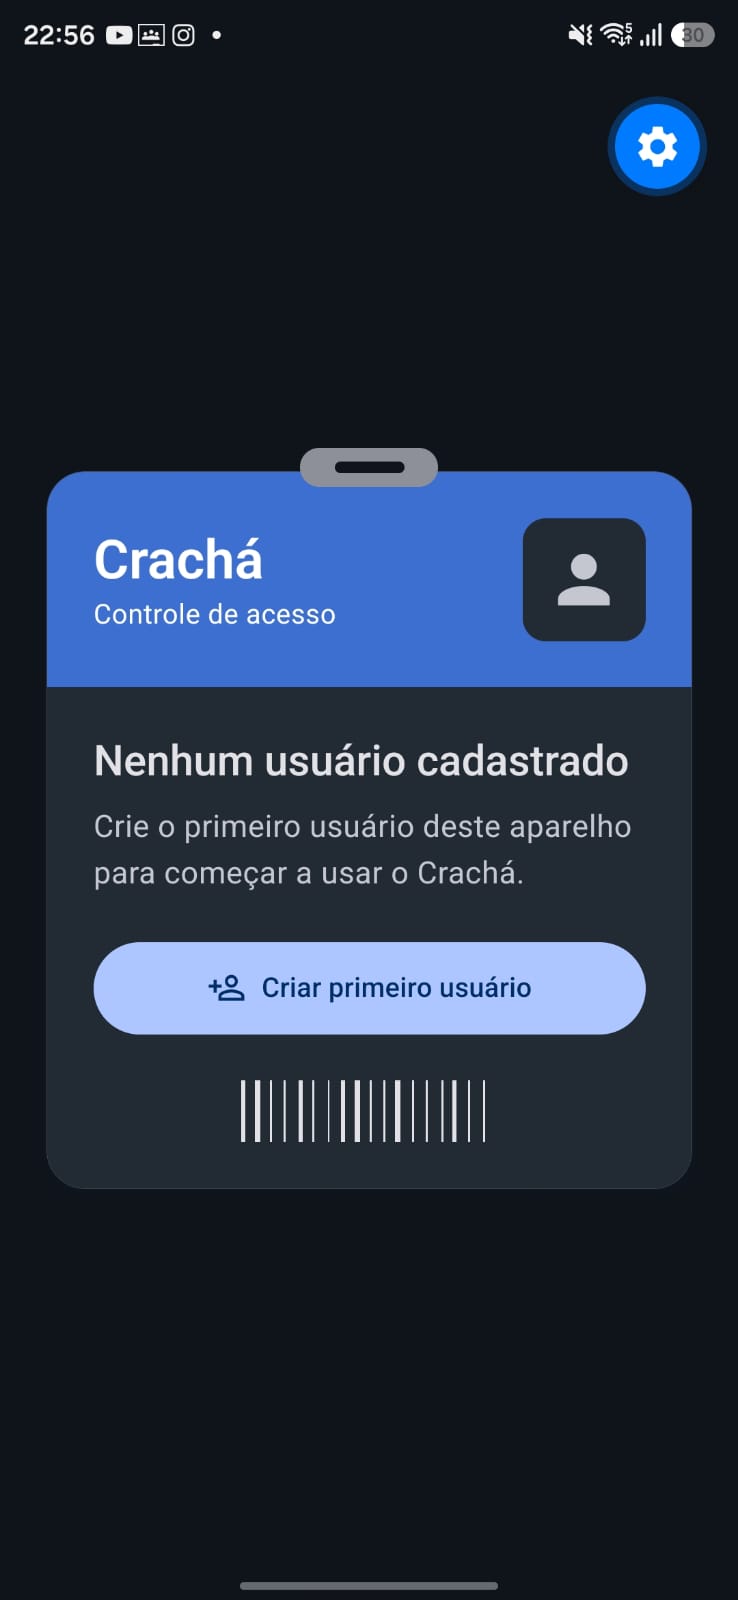 22:56
5
30
Crachá
Controle de acesso
Nenhum usuário cadastrado
Crie o primeiro usuário deste aparelho
para começar a usar o Crachá.
Criar primeiro usuário